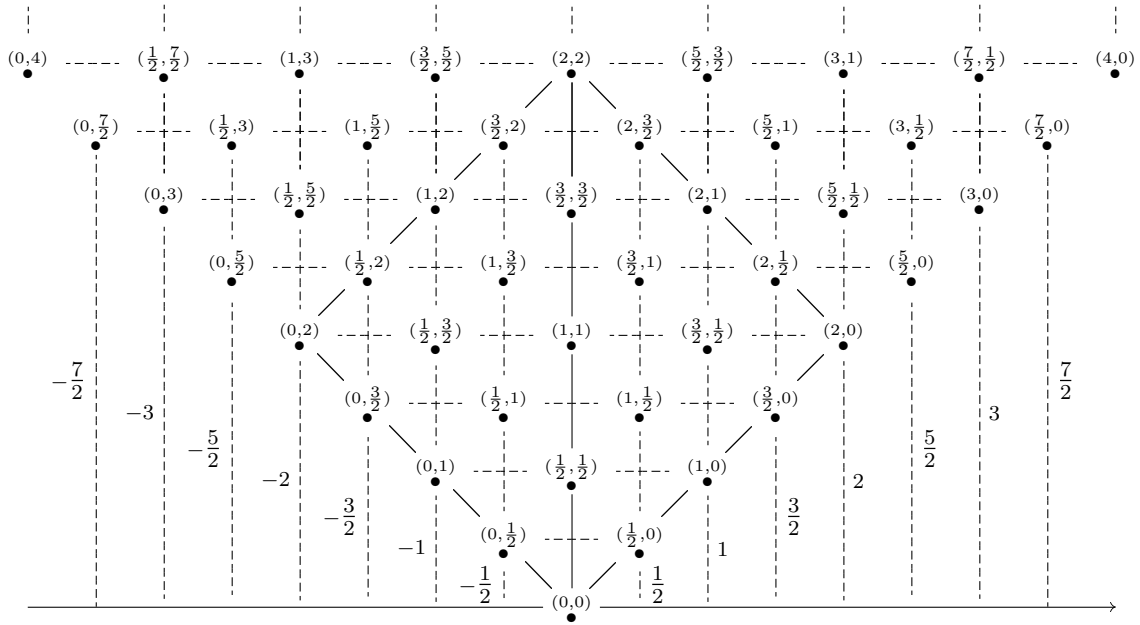 (0,4) (1/2,7/2) (1,3) (3/2,5/2) (2,2) (5/2,3/2) (3,1) (7/2,1/2) (4,0)
(0,7/2) (1/2,3) (1,5/2) (3/2,2) (2,3/2) (5/2,1) (3,1/2) (7/2,0)
(0,3) (1/2,5/2) (1,2) (3/2,3/2) (2,1) (5/2,1/2) (3,0)
(0,5/2) (1/2,2) (1,3/2) (3/2,1) (2,1/2) (5/2,0)
(0,2) (1/2,3/2) (1,1) (3/2,1/2) (2,0)
−7/2 7/2
(0,3/2) (1/2,1) (1,1/2) (3/2,0)
−3 3
−5/2 5/2
(0,1) (1/2,1/2) (1,0)
−2 2
−3/2 3/2
(0,1/2) (1/2,0)
−1 1
−1/2 1/2
(0,0)